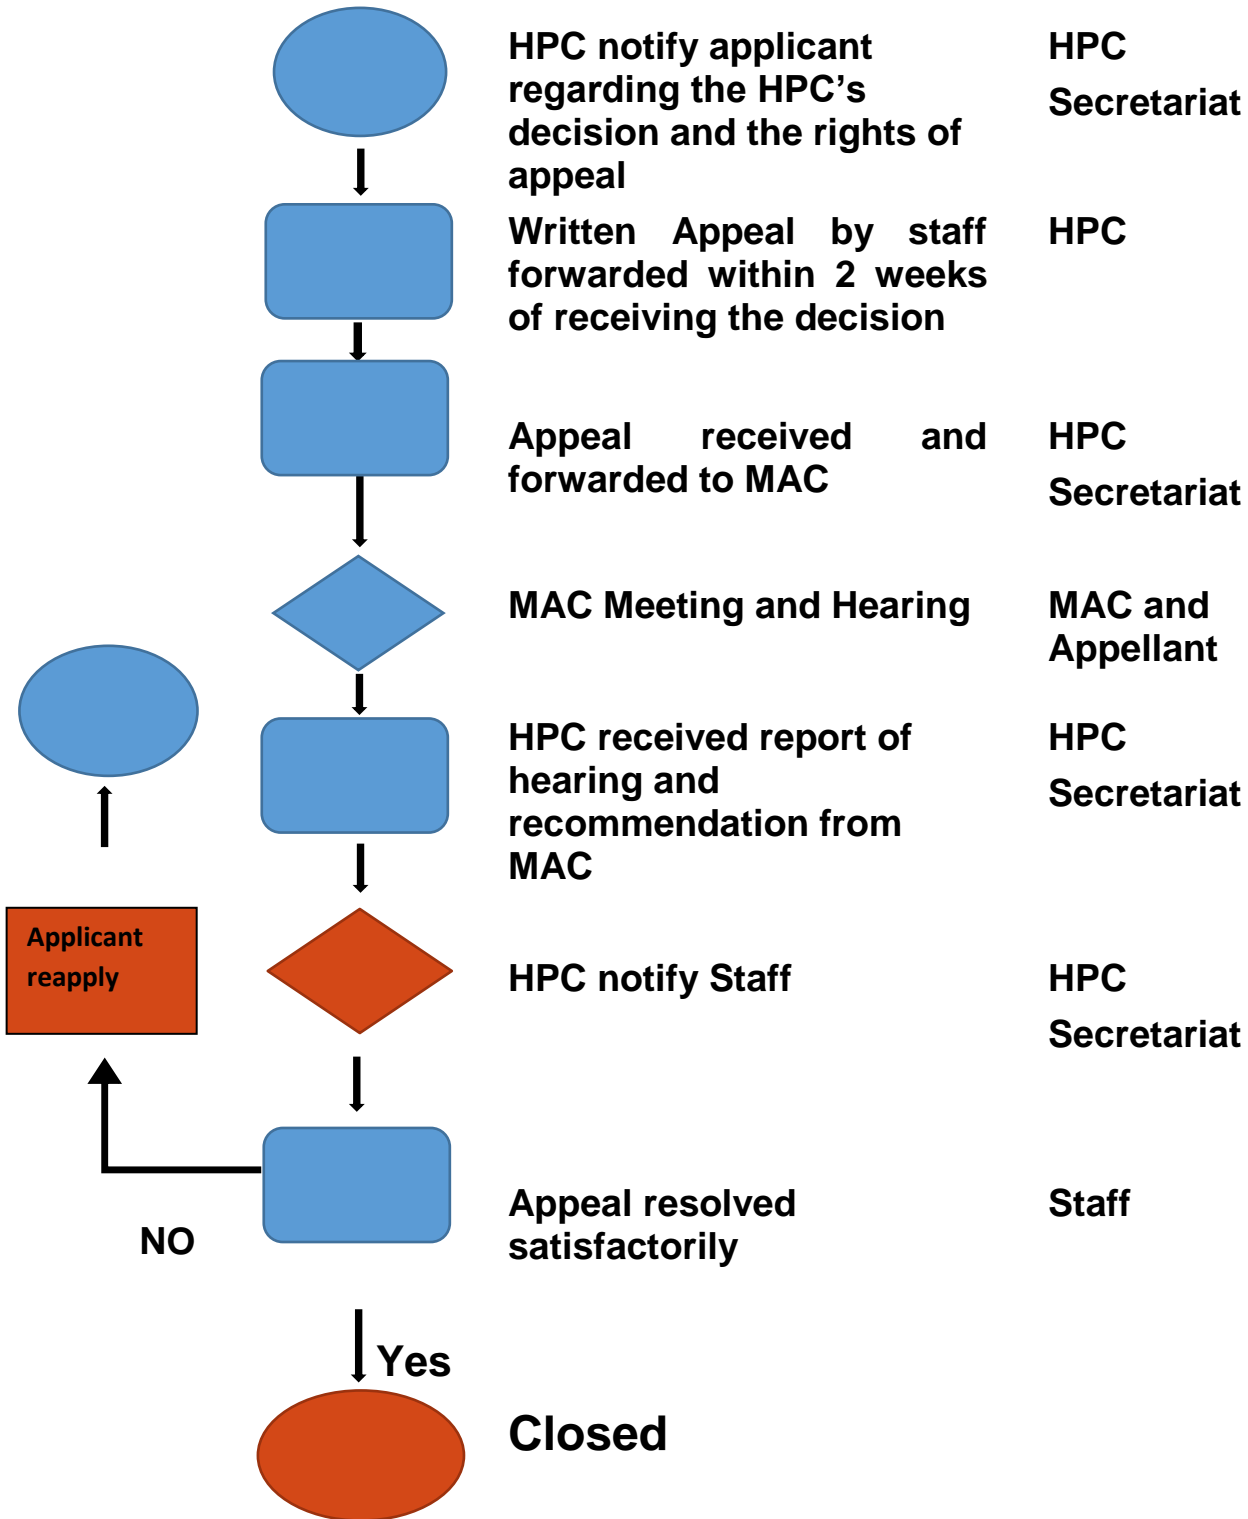 HPC notify applicant
regarding the HPC's
decision and the rights of
appeal
HPC
Secretariat
Written Appeal by staff
forwarded within 2 weeks
of receiving the decision
HPC
Appeal received and
forwarded to MAC
HPC
Secretariat
MAC Meeting and Hearing
MAC and
Appellant
HPC received report of
hearing and
recommendation from
MAC
HPC
Secretariat
Applicant
reapply
HPC notify Staff
HPC
Secretariat
Appeal resolved
satisfactorily
Staff
NO
Yes
Closed